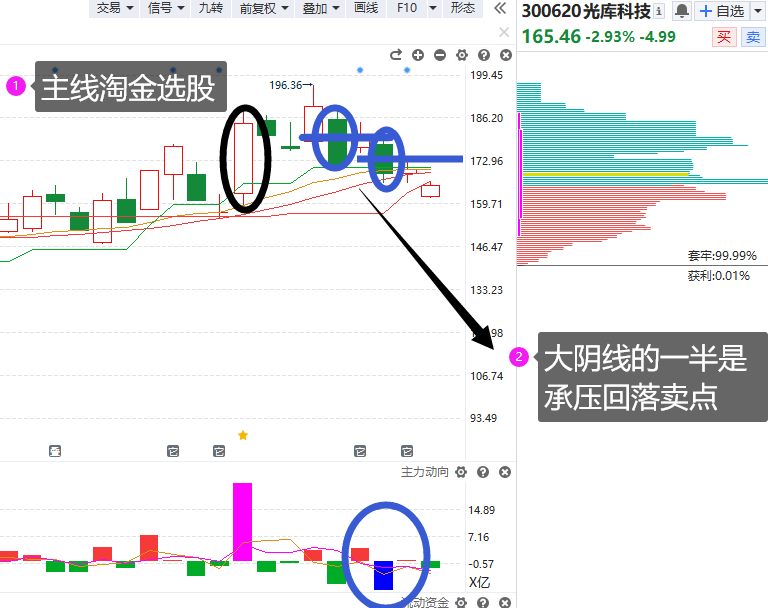 交易 信号 九转 前复权 叠加 画线 F10 形态
300620光库科技 自选
165.46 -2.93% -4.99 买 卖
1 主线淘金选股
196.36
199.45
186.20
172.96
159.71
146.47
133.23
106.74
93.49
套牢:99.99%
获利:0.01%
2 大阴线的一半是
承压回落卖点
主力动向
14.89
7.16
-0.57
X亿
流动资金